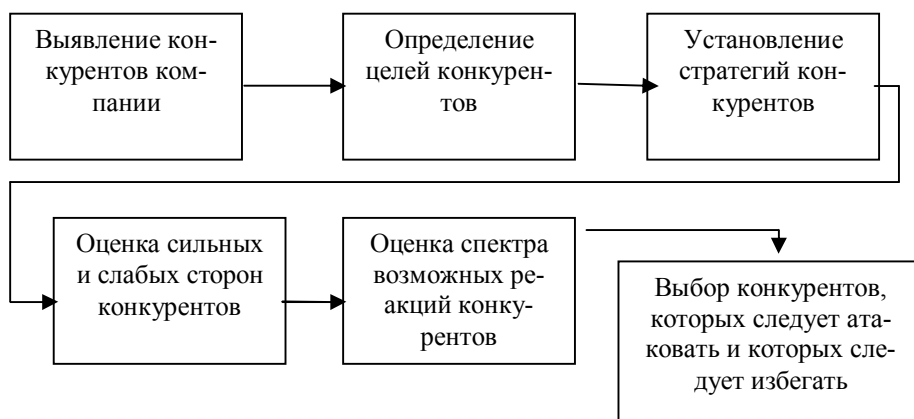 Выявление кон-
курентов ком-
пании
Определение
целей конкурен-
тов
Установление
стратегий кон-
курентов
Оценка сильных
и слабых сторон
конкурентов
Оценка спектра
возможных ре-
акций конку-
рентов
Выбор конкурентов,
которых следует ата-
ковать и которых сле-
дует избегать